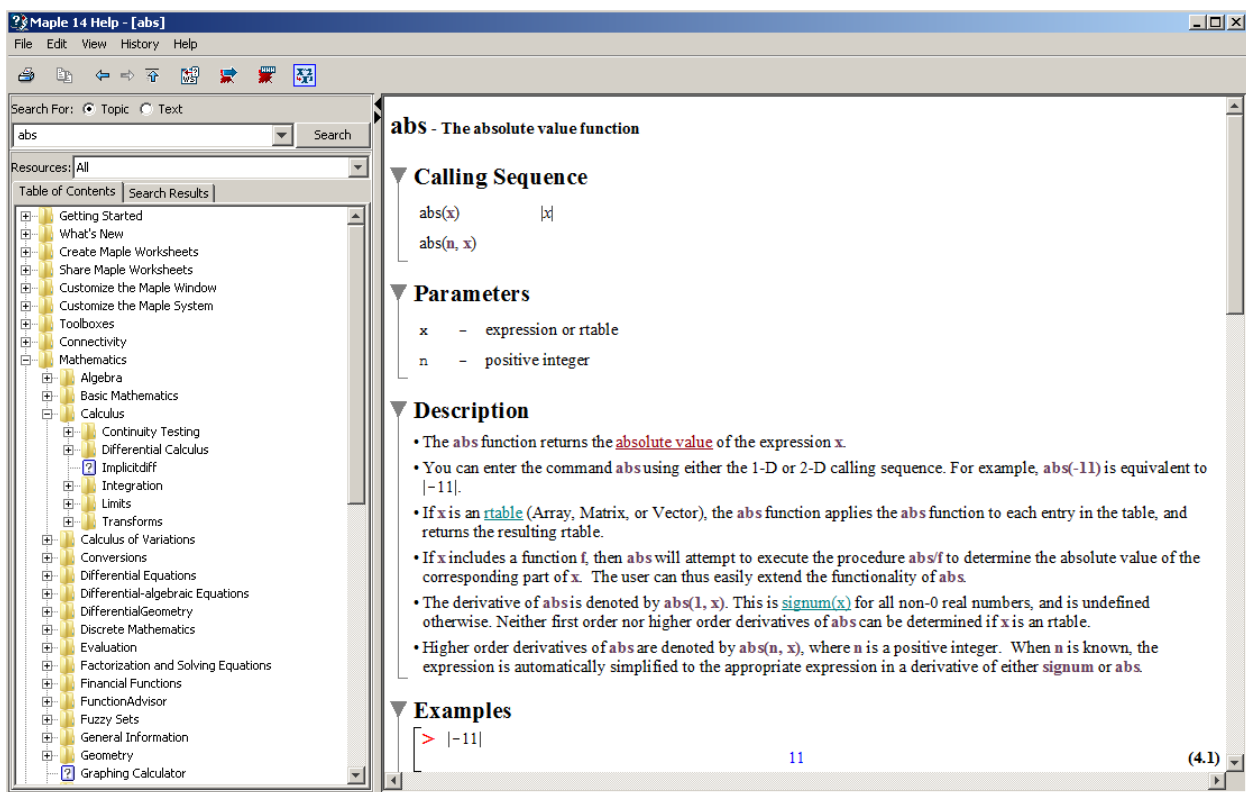 Maple 14 Help - [abs]
File Edit View History Help
Search For: Topic Text
abs Search
Resources: All
Table of Contents Search Results
Getting Started
What's New
Create Maple Worksheets
Share Maple Worksheets
Customize the Maple Window
Customize the Maple System
Toolboxes
Connectivity
Mathematics
Algebra
Basic Mathematics
Calculus
Continuity Testing
Differential Calculus
Implicitdiff
Integration
Limits
Transforms
Calculus of Variations
Conversions
Differential Equations
Differential-algebraic Equations
DifferentialGeometry
Discrete Mathematics
Evaluation
Factorization and Solving Equations
Financial Functions
FunctionAdvisor
Fuzzy Sets
General Information
Geometry
Graphing Calculator
abs - The absolute value function
Calling Sequence
abs(x) |x|
abs(n, x)
Parameters
x – expression or rtable
n – positive integer
Description
• The abs function returns the absolute value of the expression x.
• You can enter the command abs using either the 1-D or 2-D calling sequence. For example, abs(-11) is equivalent to
|−11|.
• If x is an rtable (Array, Matrix, or Vector), the abs function applies the abs function to each entry in the table, and
returns the resulting rtable.
• If x includes a function f, then abs will attempt to execute the procedure abs/f to determine the absolute value of the
corresponding part of x. The user can thus easily extend the functionality of abs.
• The derivative of abs is denoted by abs(1, x). This is signum(x) for all non-0 real numbers, and is undefined
otherwise. Neither first order nor higher order derivatives of abs can be determined if x is an rtable.
• Higher order derivatives of abs are denoted by abs(n, x), where n is a positive integer. When n is known, the
expression is automatically simplified to the appropriate expression in a derivative of either signum or abs.
Examples
> |−11|
11 (4.1)